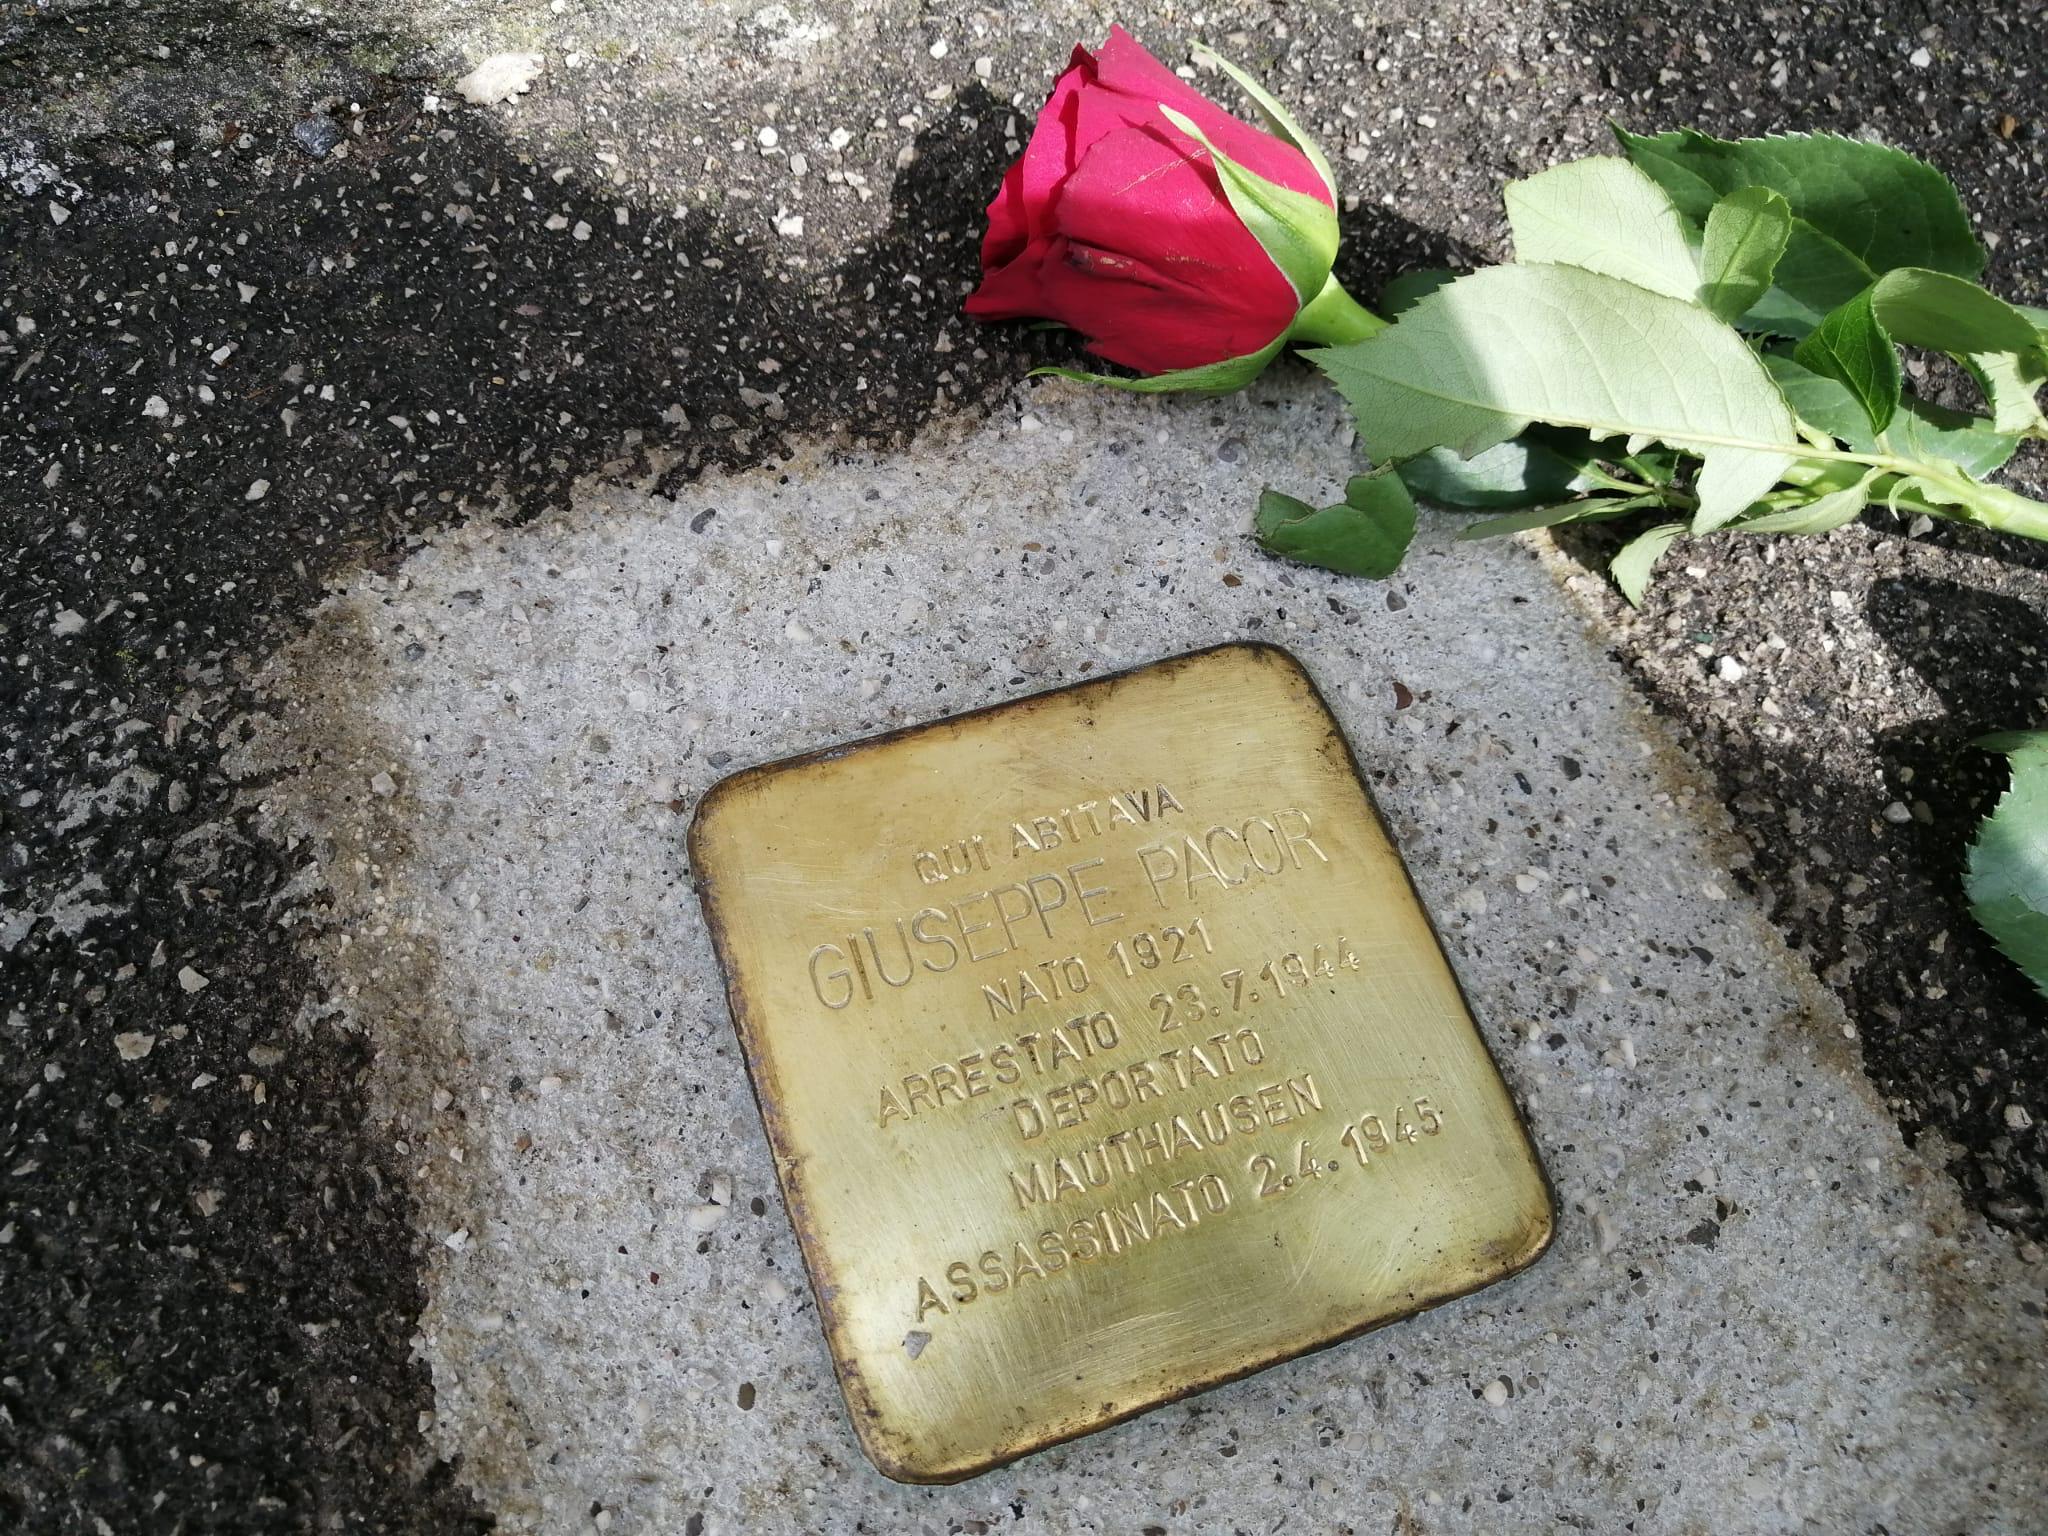 QUI ABITAVA
GIUSEPPE PACOR
NATO 1921
ARRESTATO 23.7.1944
DEPORTATO
MAUTHAUSEN
ASSASSINATO 2.4.1945